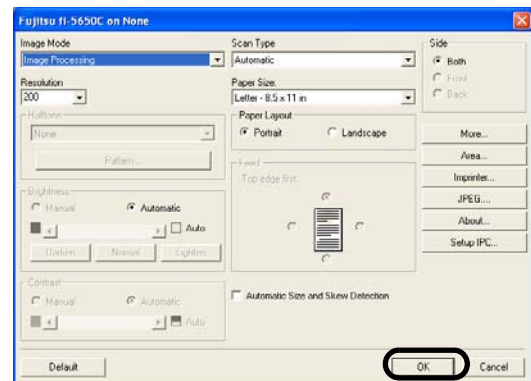 Fujitsu fi-5650C on None
Image Mode
Image Processing
Resolution
200
Halftone
None
Pattern...
Brightness
Manual
Automatic
Auto
Darken
Normal
Lighten
Contrast
Manual
Automatic
Auto
Scan Type
Automatic
Paper Size:
Letter - 8.5 x 11 in
Paper Layout
Portrait
Landscape
Feed
Top edge first:
Automatic Size and Skew Detection
Side
Both
Front
Back
More...
Area...
Imprinter...
JPEG....
About...
Setup IPC...
Default
OK
Cancel